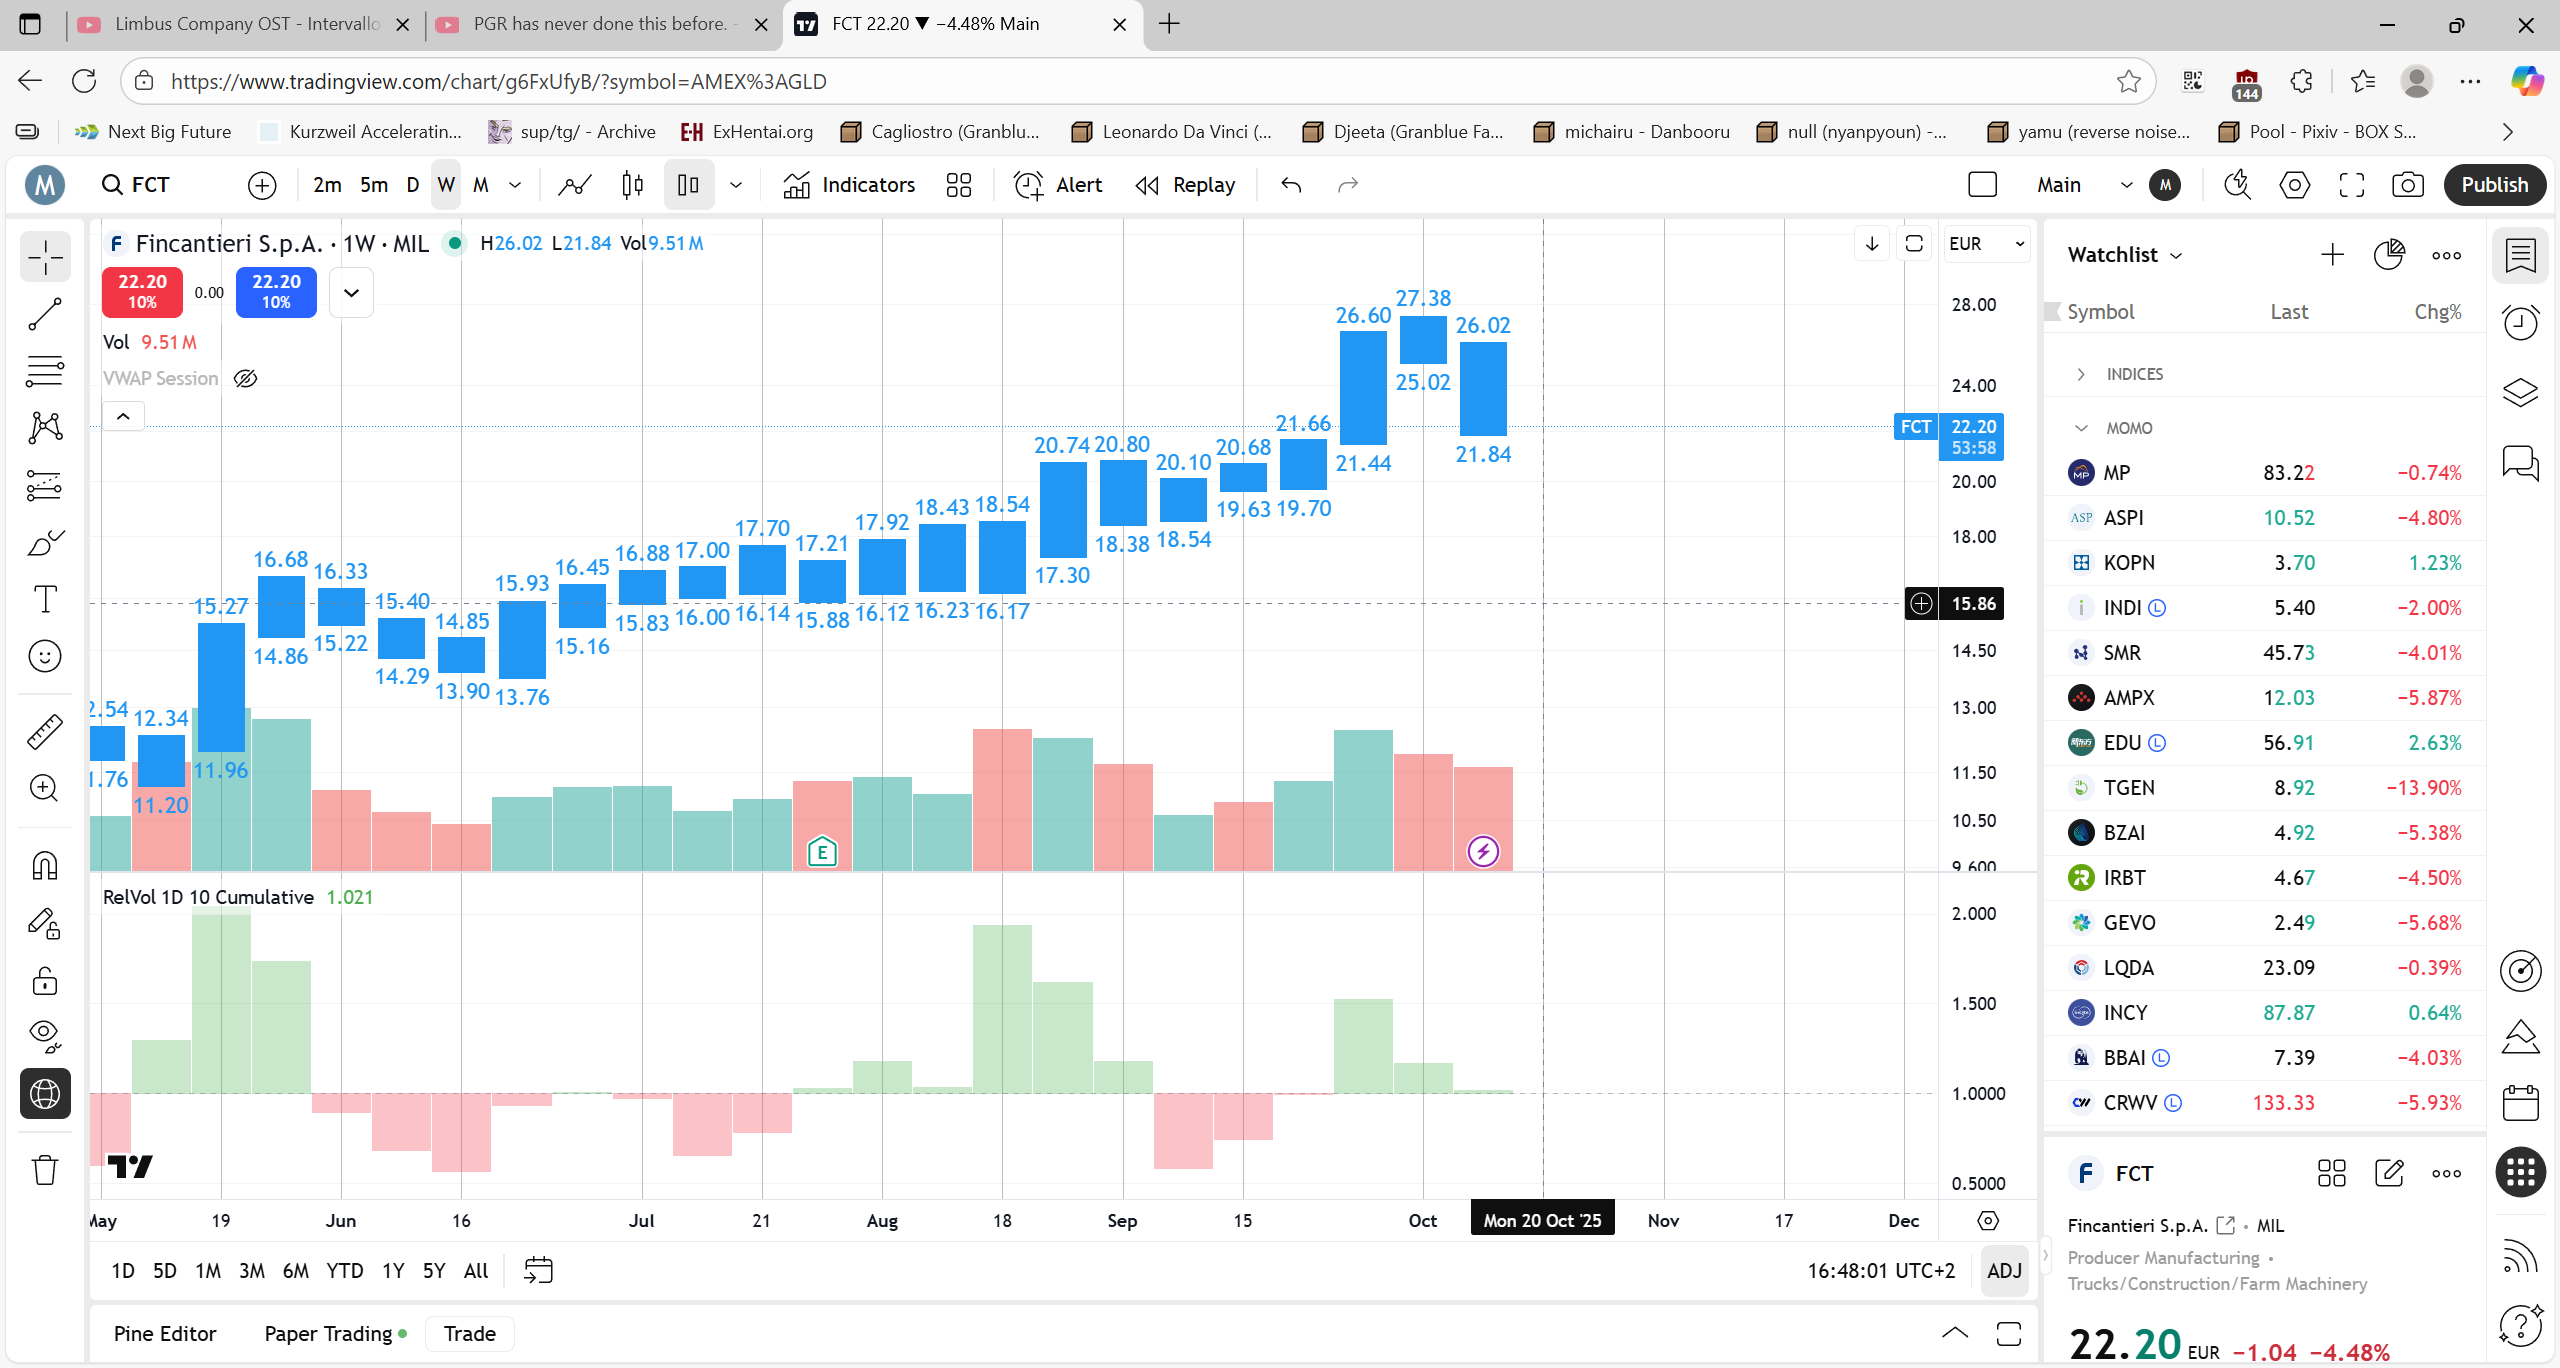 Limbus Company OST - Intervallo
PGR has never done this before. -
FCT 22.20 ▼ −4.48% Main
https://www.tradingview.com/chart/g6FxUfyB/?symbol=AMEX%3AGLD
144
Next Big Future
Kurzweil Acceleratin...
sup/tg/ - Archive
ExHentai.org
Cagliostro (Granblu...
Leonardo Da Vinci (...
Djeeta (Granblue Fa...
michairu - Danbooru
null (nyanpyoun) -...
yamu (reverse noise...
Pool - Pixiv - BOX S...
M FCT 2m 5m D W M Indicators Alert Replay Main M Publish
Fincantieri S.p.A. · 1W · MIL H26.02 L21.84 Vol9.51 M
22.20 10% 0.00 22.20 10%
Vol 9.51 M
VWAP Session
EUR
28.00
24.00
FCT 22.20
53:58
20.00
18.00
15.86
14.50
13.00
11.50
10.50
9.600
2.54 12.34 15.27 16.68 16.33 15.40 14.85 15.93 16.45 16.88 17.00 17.70 17.21 17.92 18.43 18.54 20.74 20.80 20.10 20.68 21.66 26.60 27.38 26.02
1.76 11.20 11.96 14.86 15.22 14.29 13.90 13.76 15.16 15.83 16.00 16.14 15.88 16.12 16.23 16.17 17.30 18.38 18.54 19.63 19.70 21.44 25.02 21.84
E
RelVol 1D 10 Cumulative 1.021
2.000
1.500
1.0000
0.5000
May 19 Jun 16 Jul 21 Aug 18 Sep 15 Oct Mon 20 Oct '25 Nov 17 Dec
1D 5D 1M 3M 6M YTD 1Y 5Y All
16:48:01 UTC+2 ADJ
Pine Editor Paper Trading Trade
Watchlist
Symbol Last Chg%
INDICES
MOMO
MP 83.22 −0.74%
ASPI 10.52 −4.80%
KOPN 3.70 1.23%
INDI L 5.40 −2.00%
SMR 45.73 −4.01%
AMPX 12.03 −5.87%
EDU L 56.91 2.63%
TGEN 8.92 −13.90%
BZAI 4.92 −5.38%
IRBT 4.67 −4.50%
GEVO 2.49 −5.68%
LQDA 23.09 −0.39%
INCY 87.87 0.64%
BBAI L 7.39 −4.03%
CRWV L 133.33 −5.93%
FCT
Fincantieri S.p.A. • MIL
Producer Manufacturing •
Trucks/Construction/Farm Machinery
22.20 EUR −1.04 −4.48%